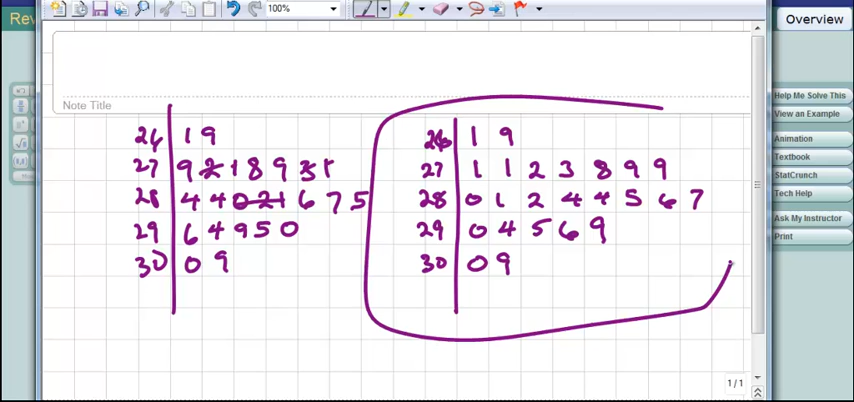 Rev
100%
Overview
Note Title
26 | 1 9
27 | 9 2 1 8 9 3 1
28 | 4 4 0 2 1 6 7 5
29 | 6 4 9 5 0
30 | 0 9
26 | 1 9
27 | 1 1 2 3 8 9 9
28 | 0 1 2 4 4 5 6 7
29 | 0 4 5 6 9
30 | 0 9
Help Me Solve This
View an Example
Animation
Textbook
StatCrunch
Tech Help
Ask My Instructor
Print
1/1